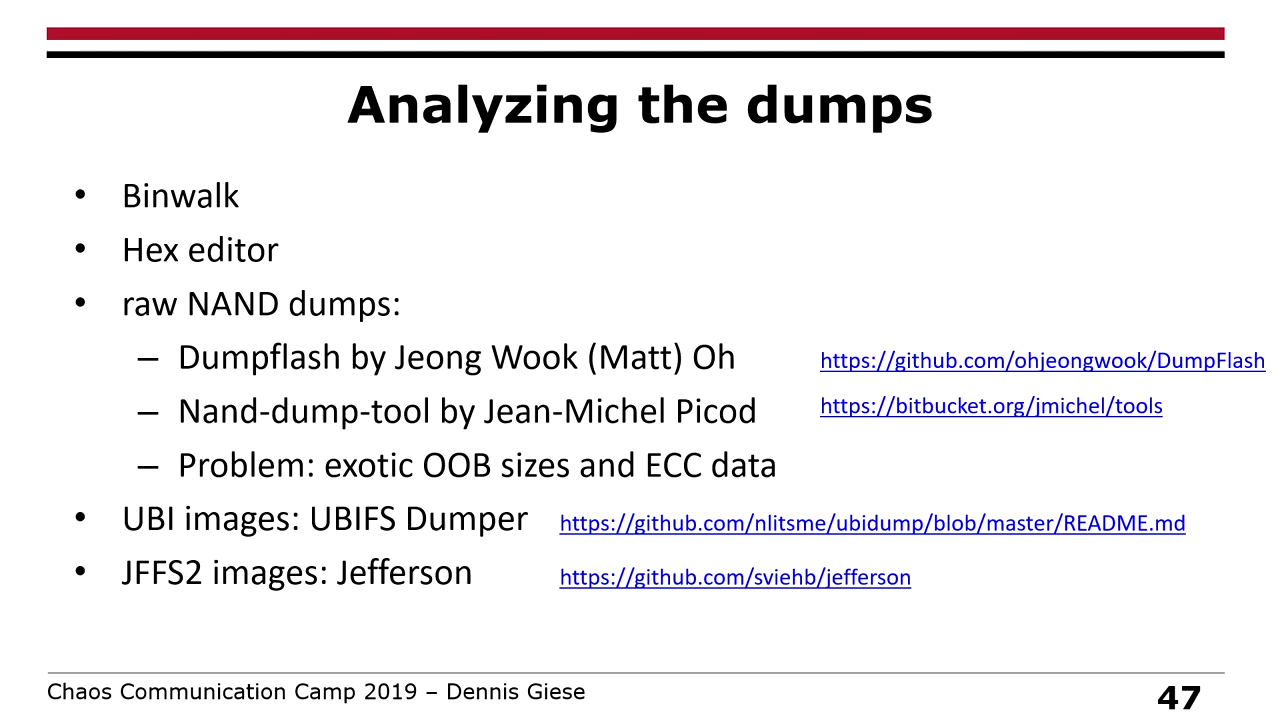 Analyzing the dumps
• Binwalk
• Hex editor
• raw NAND dumps:
– Dumpflash by Jeong Wook (Matt) Oh https://github.com/ohjeongwook/DumpFlash
– Nand-dump-tool by Jean-Michel Picod https://bitbucket.org/jmichel/tools
– Problem: exotic OOB sizes and ECC data
• UBI images: UBIFS Dumper https://github.com/nlitsme/ubidump/blob/master/README.md
• JFFS2 images: Jefferson https://github.com/sviehb/jefferson
Chaos Communication Camp 2019 – Dennis Giese 47